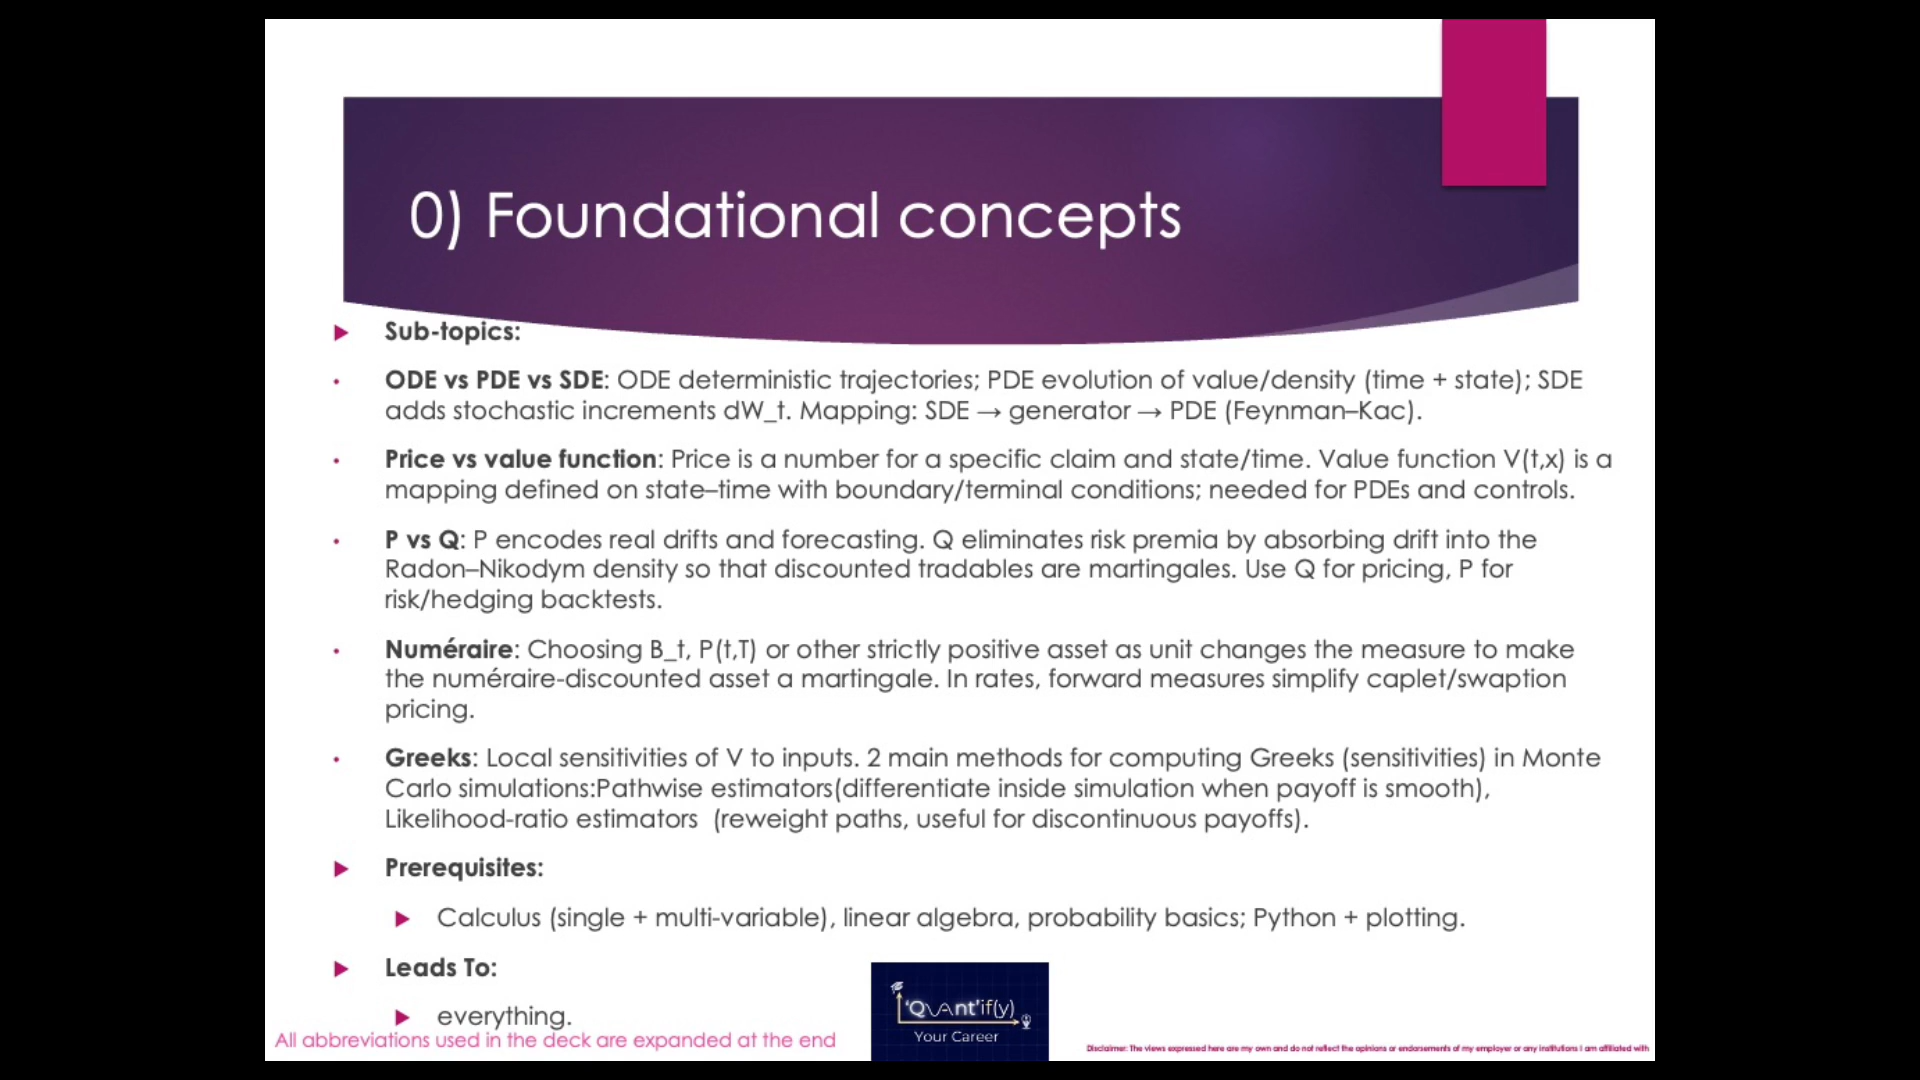 0) Foundational concepts
Sub-topics:
ODE vs PDE vs SDE: ODE deterministic trajectories; PDE evolution of value/density (time + state); SDE
adds stochastic increments dW_t. Mapping: SDE → generator → PDE (Feynman–Kac).
Price vs value function: Price is a number for a specific claim and state/time. Value function V(t,x) is a
mapping defined on state–time with boundary/terminal conditions; needed for PDEs and controls.
P vs Q: P encodes real drifts and forecasting. Q eliminates risk premia by absorbing drift into the
Radon–Nikodym density so that discounted tradables are martingales. Use Q for pricing, P for
risk/hedging backtests.
Numéraire: Choosing B_t, P(t,T) or other strictly positive asset as unit changes the measure to make
the numéraire-discounted asset a martingale. In rates, forward measures simplify caplet/swaption
pricing.
Greeks: Local sensitivities of V to inputs. 2 main methods for computing Greeks (sensitivities) in Monte
Carlo simulations:Pathwise estimators(differentiate inside simulation when payoff is smooth),
Likelihood-ratio estimators  (reweight paths, useful for discontinuous payoffs).
Prerequisites:
Calculus (single + multi-variable), linear algebra, probability basics; Python + plotting.
Leads To:
everything.
All abbreviations used in the deck are expanded at the end
'QuAnt'if(y)
Your Career
Disclaimer: The views expressed here are my own and do not reflect the opinions or endorsements of my employer or any institutions I am affiliated with